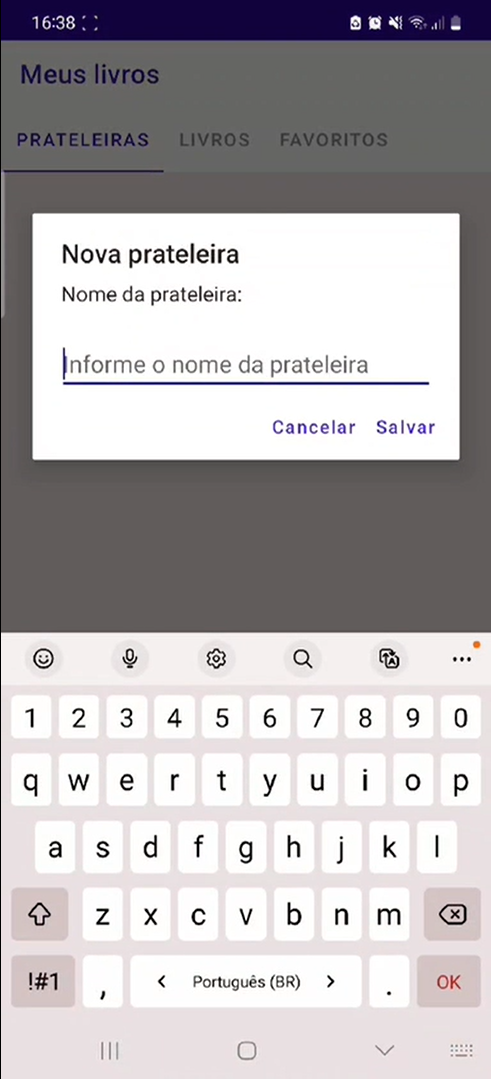 16:38
Meus livros
PRATELEIRAS LIVROS FAVORITOS
Nova prateleira
Nome da prateleira:
Informe o nome da prateleira
Cancelar Salvar
1 2 3 4 5 6 7 8 9 0
q w e r t y u i o p
a s d f g h j k l
z x c v b n m
!#1 , < Português (BR) > . OK